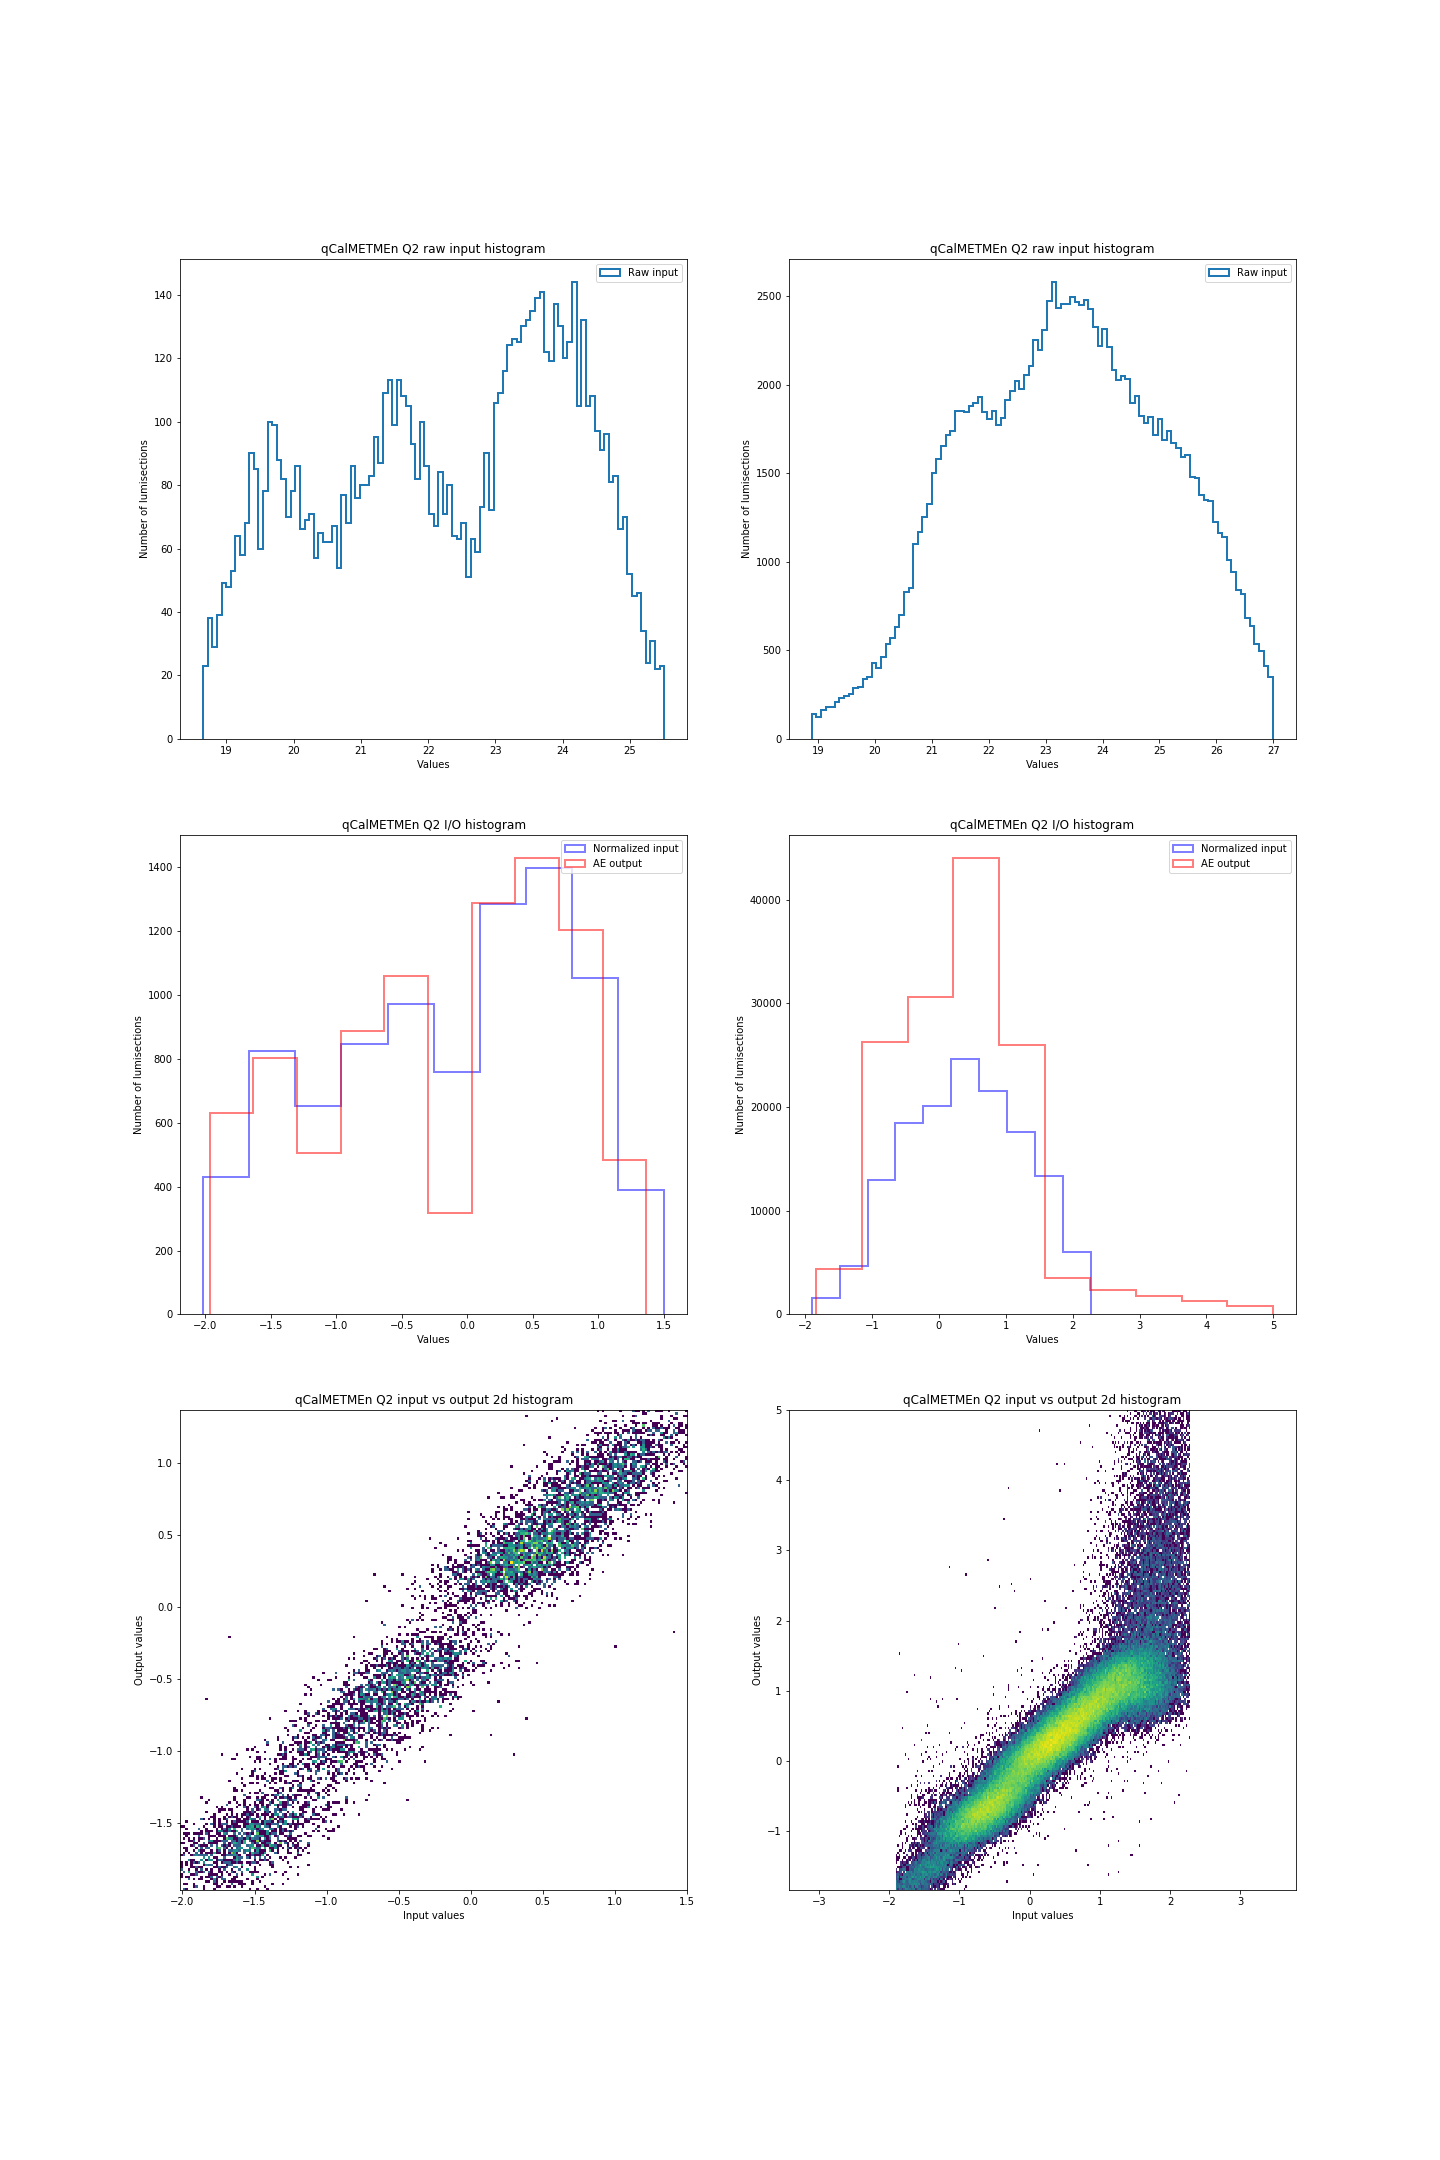 qCalMETMEn Q2 raw input histogram
Raw input
140
120
100
80
60
40
20
0
Number of lumisections
19 20 21 22 23 24 25
Values
qCalMETMEn Q2 raw input histogram
Raw input
2500
2000
1500
1000
500
0
Number of lumisections
19 20 21 22 23 24 25 26 27
Values
qCalMETMEn Q2 I/O histogram
Normalized input
AE output
1400
1200
1000
800
600
400
200
0
Number of lumisections
−2.0 −1.5 −1.0 −0.5 0.0 0.5 1.0 1.5
Values
qCalMETMEn Q2 I/O histogram
Normalized input
AE output
40000
30000
20000
10000
0
Number of lumisections
−2 −1 0 1 2 3 4 5
Values
qCalMETMEn Q2 input vs output 2d histogram
1.0
0.5
0.0
−0.5
−1.0
−1.5
Output values
−2.0 −1.5 −1.0 −0.5 0.0 0.5 1.0 1.5
Input values
qCalMETMEn Q2 input vs output 2d histogram
5
4
3
2
1
0
−1
Output values
−3 −2 −1 0 1 2 3
Input values